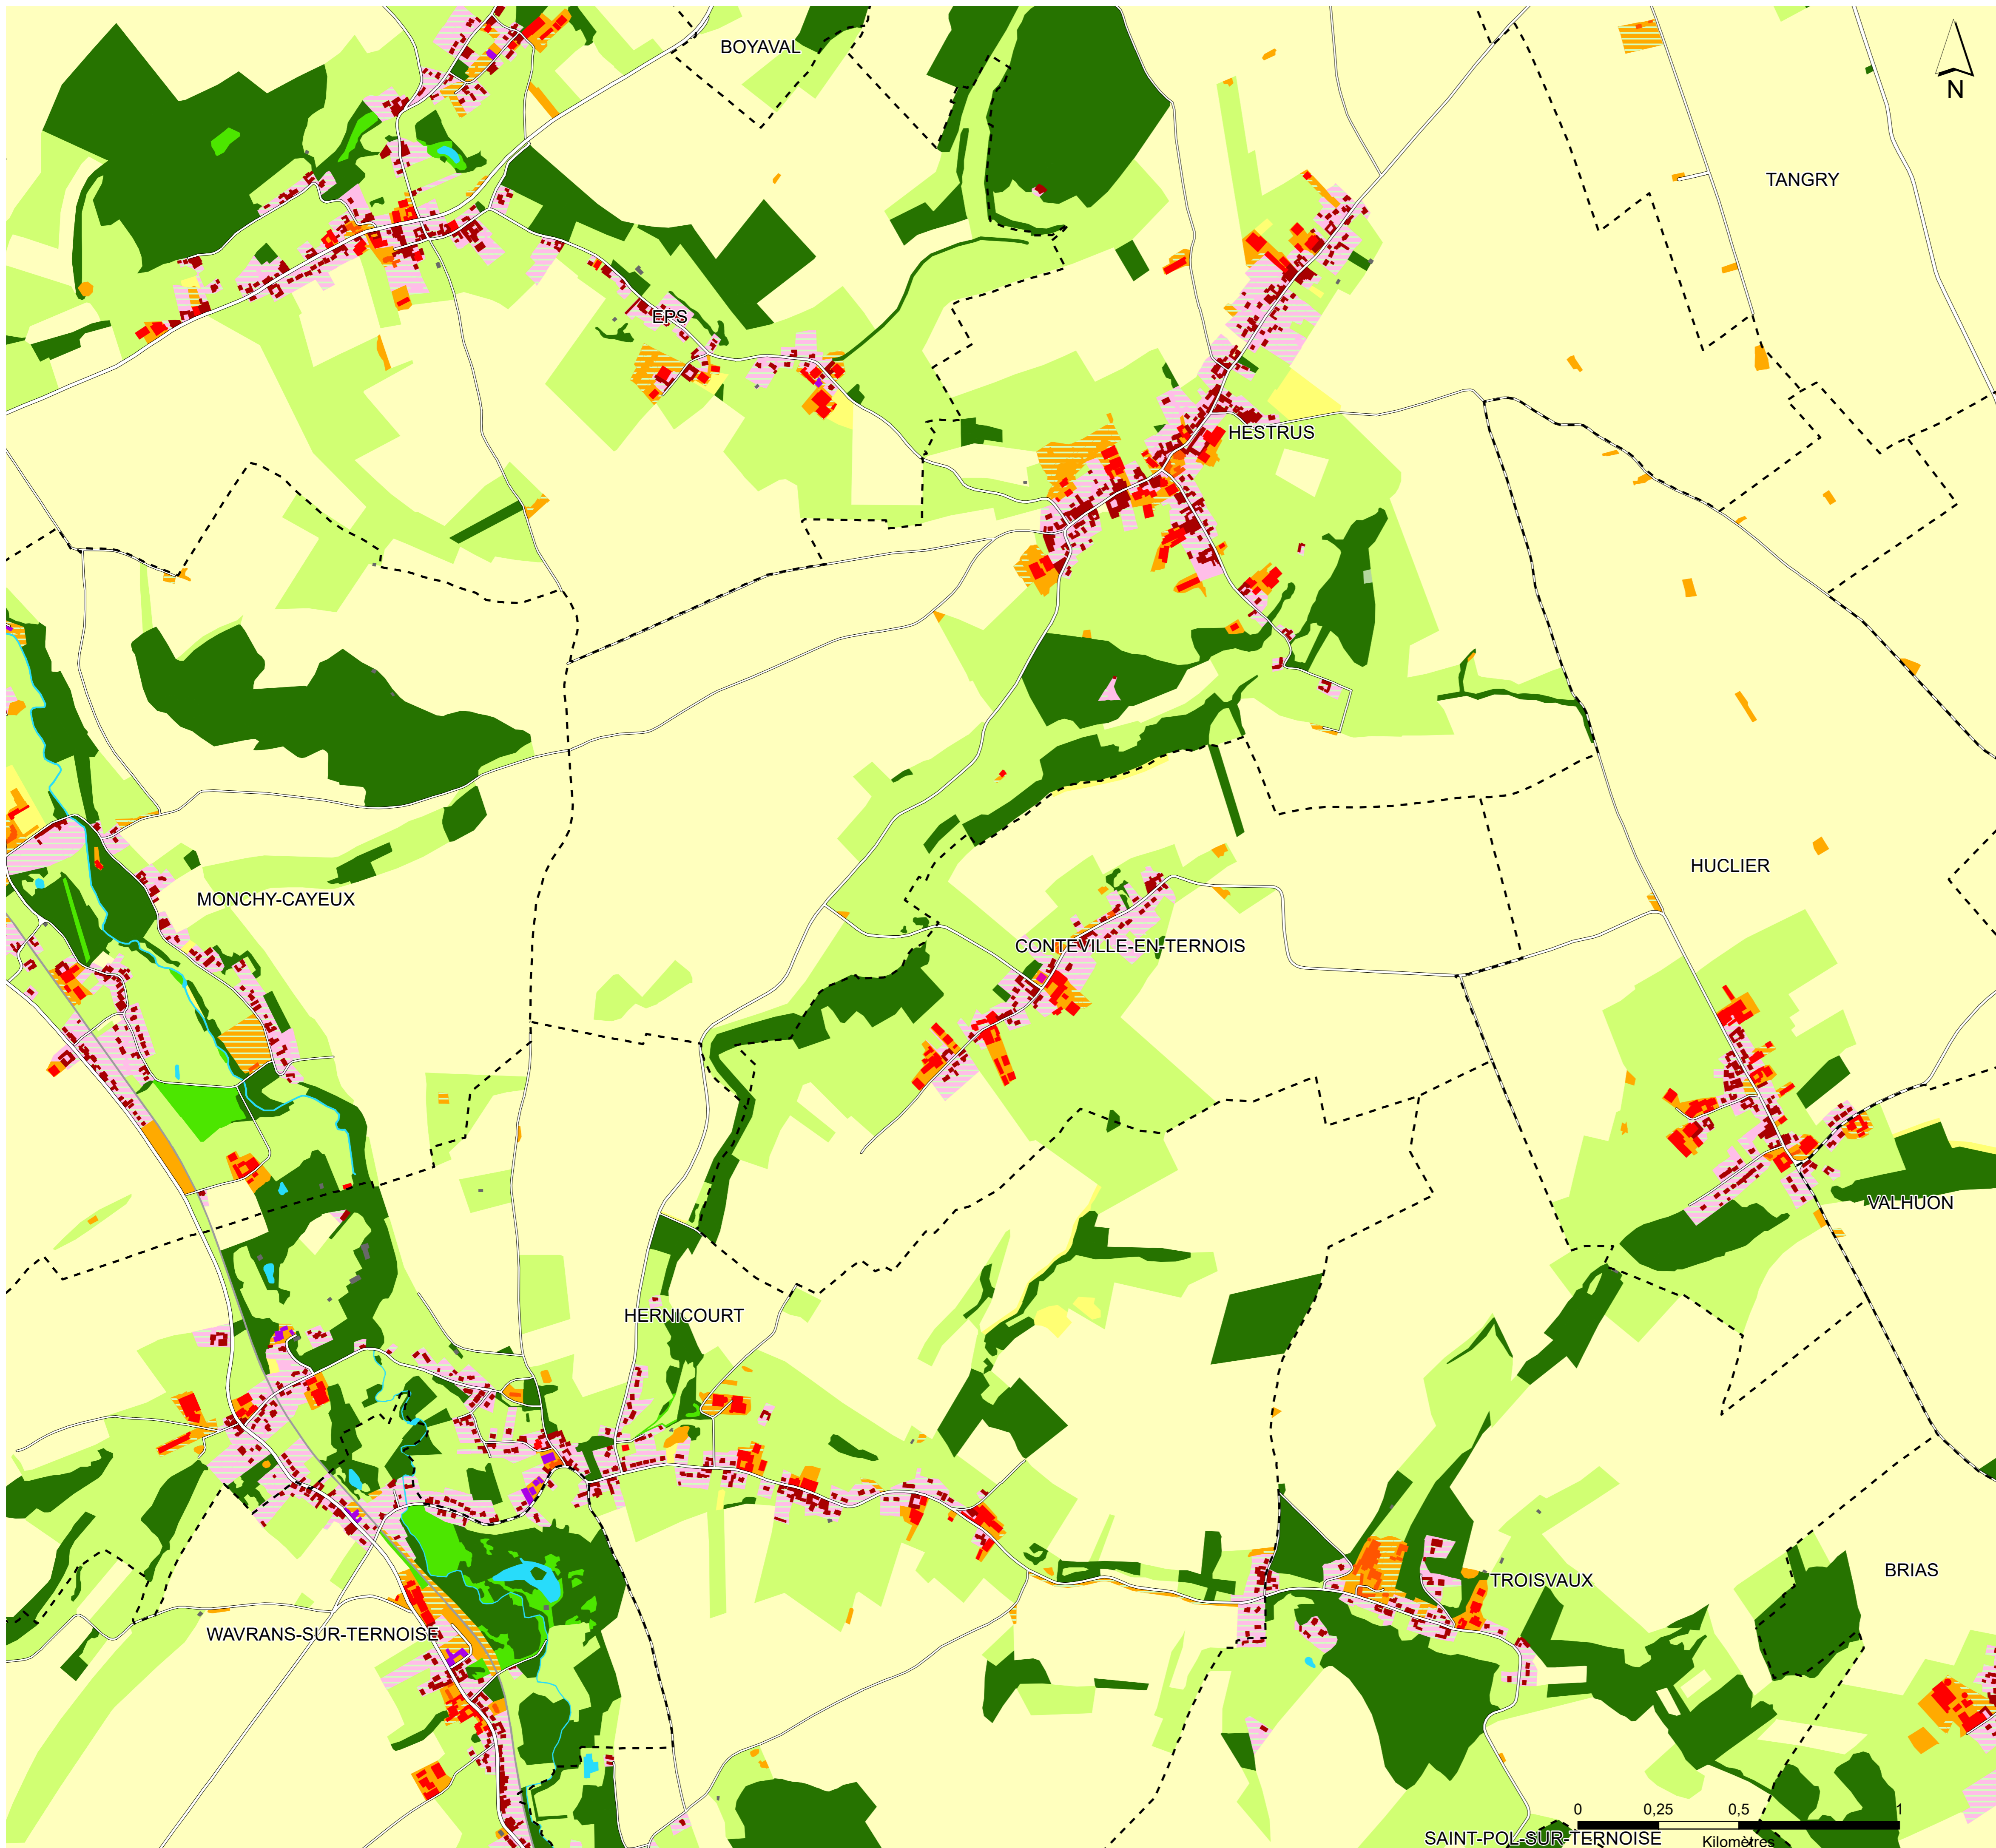 BOYAVAL
N
TANGRY
EPS
HESTRUS
HUCLIER
MONCHY-CAYEUX
CONTEVILLE-EN-TERNOIS
VALHUON
HERNICOURT
BRIAS
TROISVAUX
WAVRANS-SUR-TERNOISE
0 0,25 0,5 1
SAINT-POL-SUR-TERNOISE
Kilomètres